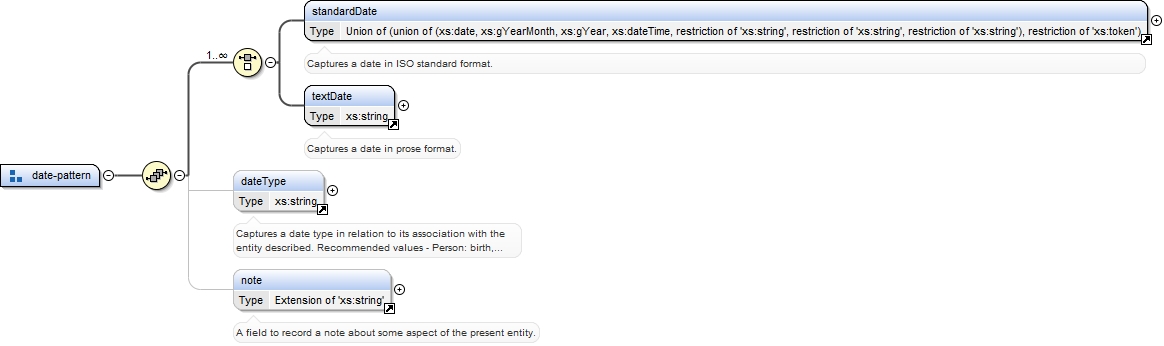 standardDate
Type Union of (union of (xs:date, xs:gYearMonth, xs:gYear, xs:dateTime, restriction of 'xs:string', restriction of 'xs:string', restriction of 'xs:string'), restriction of 'xs:token')
1..∞
Captures a date in ISO standard format.
textDate
Type xs:string
Captures a date in prose format.
date-pattern
dateType
Type xs:string
Captures a date type in relation to its association with the
entity described. Recommended values - Person: birth,...
note
Type Extension of 'xs:string'
A field to record a note about some aspect of the present entity.